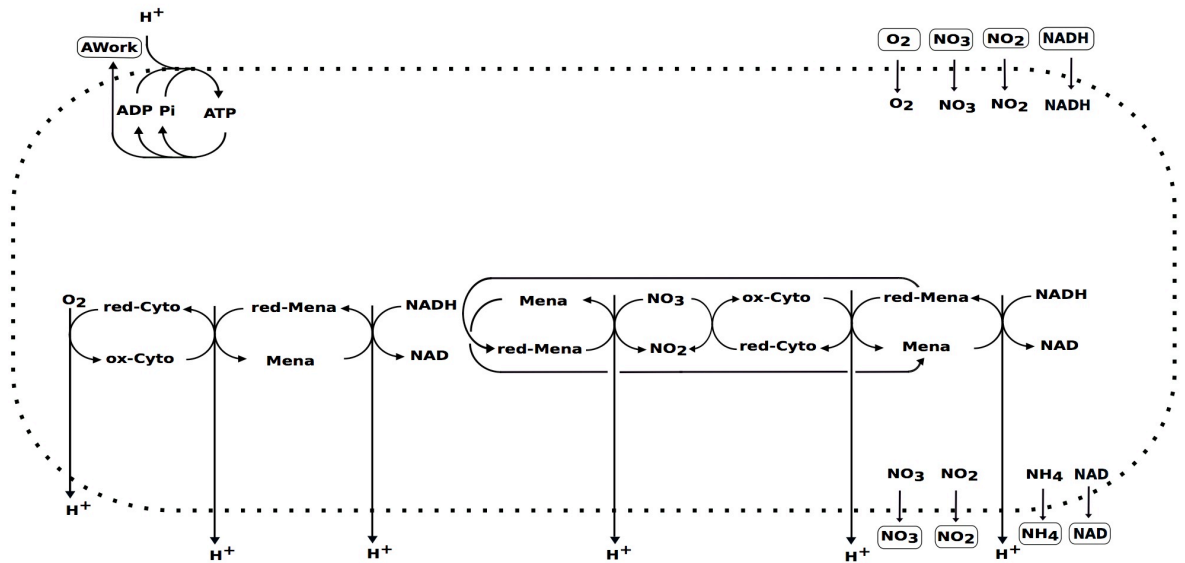 H+
AWork
ADP Pi ATP
O2 NO3 NO2 NADH
O2 NO3 NO2 NADH
O2 red-Cyto red-Mena NADH
ox-Cyto Mena NAD
Mena NO3 ox-Cyto red-Mena NADH
red-Mena NO2 red-Cyto Mena NAD
NO3 NO2 NH4 NAD
NO3 NO2 NH4 NAD
H+ H+ H+ H+ H+ H+